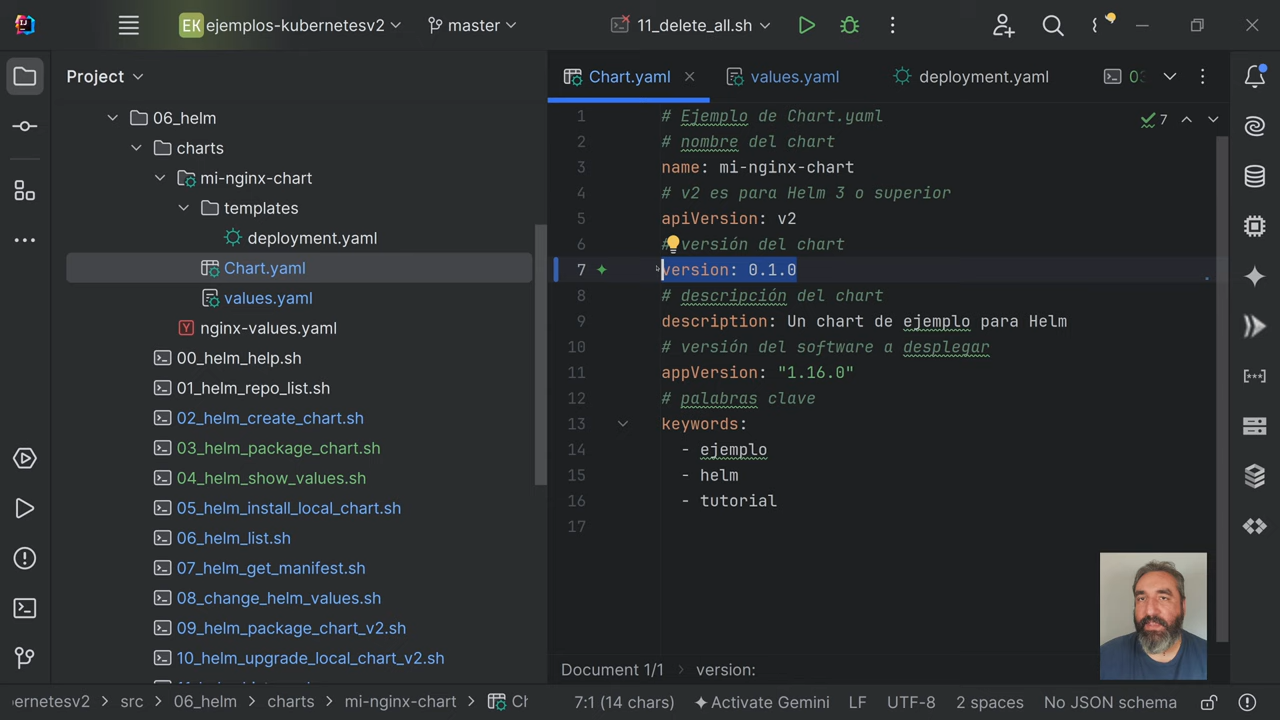 EK ejemplos-kubernetesv2 master 11_delete_all.sh
Project
Chart.yaml values.yaml deployment.yaml
06_helm
charts
mi-nginx-chart
templates
deployment.yaml
Chart.yaml
values.yaml
nginx-values.yaml
00_helm_help.sh
01_helm_repo_list.sh
02_helm_create_chart.sh
03_helm_package_chart.sh
04_helm_show_values.sh
05_helm_install_local_chart.sh
06_helm_list.sh
07_helm_get_manifest.sh
08_change_helm_values.sh
09_helm_package_chart_v2.sh
10_helm_upgrade_local_chart_v2.sh
1 # Ejemplo de Chart.yaml
2 # nombre del chart
3 name: mi-nginx-chart
4 # v2 es para Helm 3 o superior
5 apiVersion: v2
6 # versión del chart
7 version: 0.1.0
8 # descripción del chart
9 description: Un chart de ejemplo para Helm
10 # versión del software a desplegar
11 appVersion: "1.16.0"
12 # palabras clave
13 keywords:
14 - ejemplo
15 - helm
16 - tutorial
17
7
Document 1/1 version:
bernetesv2 src 06_helm charts mi-nginx-chart Ch 7:1 (14 chars) Activate Gemini LF UTF-8 2 spaces No JSON schema